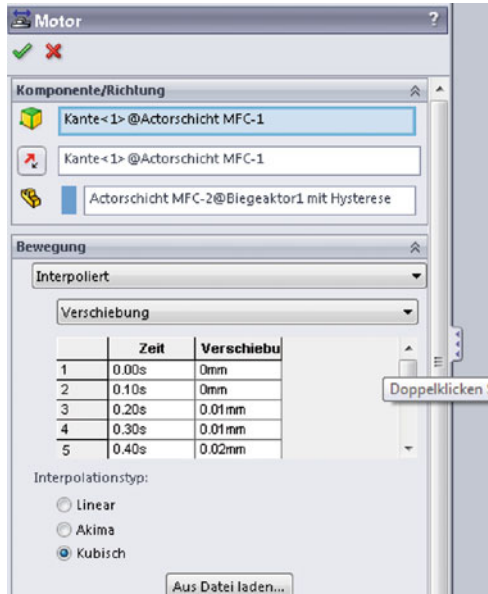 Motor ?
Komponente/Richtung
Kante<1>@Actorschicht MFC-1
Kante<1>@Actorschicht MFC-1
Actorschicht MFC-2@Biegeaktor1 mit Hysterese
Bewegung
Interpoliert
Verschiebung
Zeit Verschiebu
1 0.00s 0mm
2 0.10s 0mm
3 0.20s 0.01mm
4 0.30s 0.01mm
5 0.40s 0.02mm
Doppelklicken
Interpolationstyp:
Linear
Akima
Kubisch
Aus Datei laden...